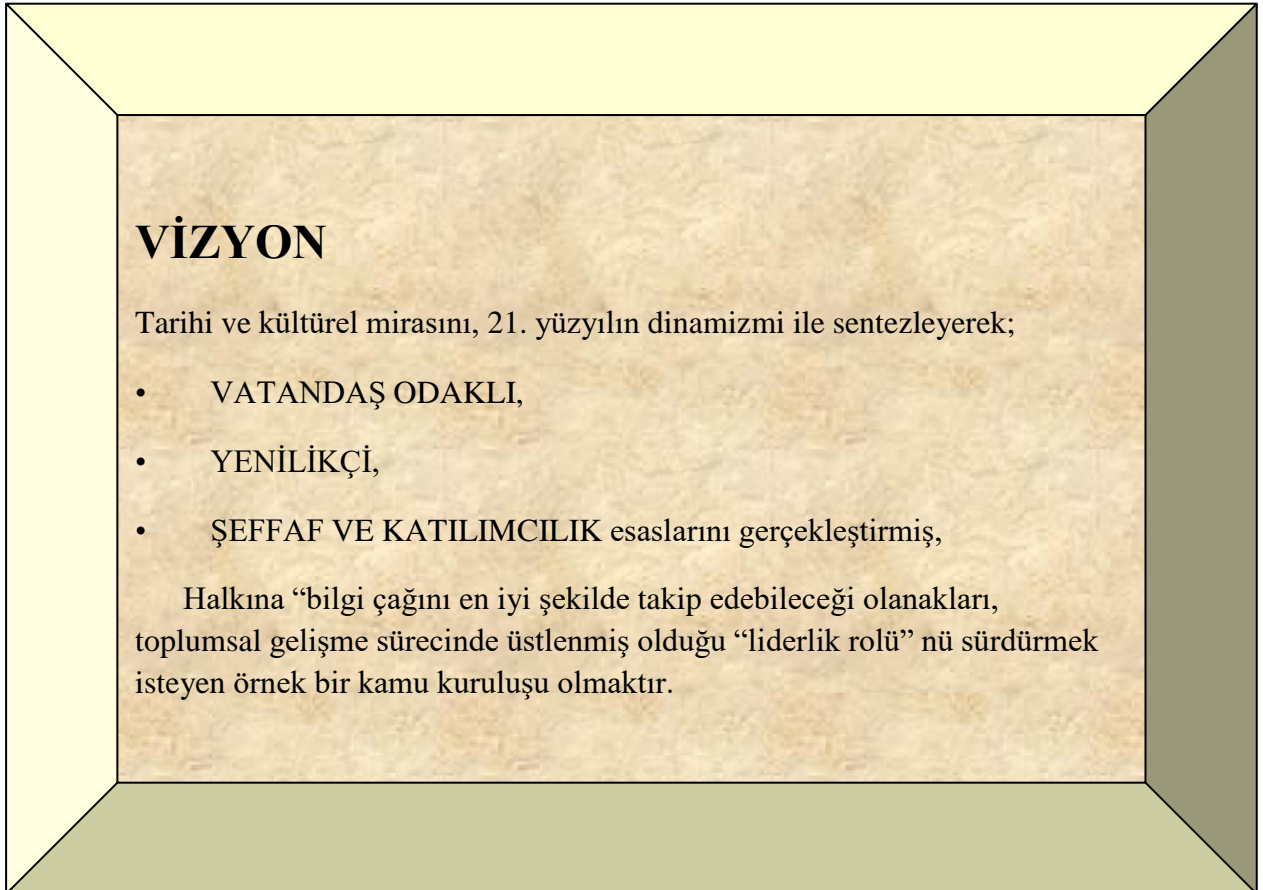 VİZYON
Tarihi ve kültürel mirasını, 21. yüzyılın dinamizmi ile sentezleyerek;
• VATANDAŞ ODAKLI,
• YENİLİKÇİ,
• ŞEFFAF VE KATILIMCILIK esaslarını gerçekleştirmiş,
Halkına “bilgi çağını en iyi şekilde takip edebileceği olanakları,
toplumsal gelişme sürecinde üstlenmiş olduğu “liderlik rolü” nü sürdürmek
isteyen örnek bir kamu kuruluşu olmaktır.